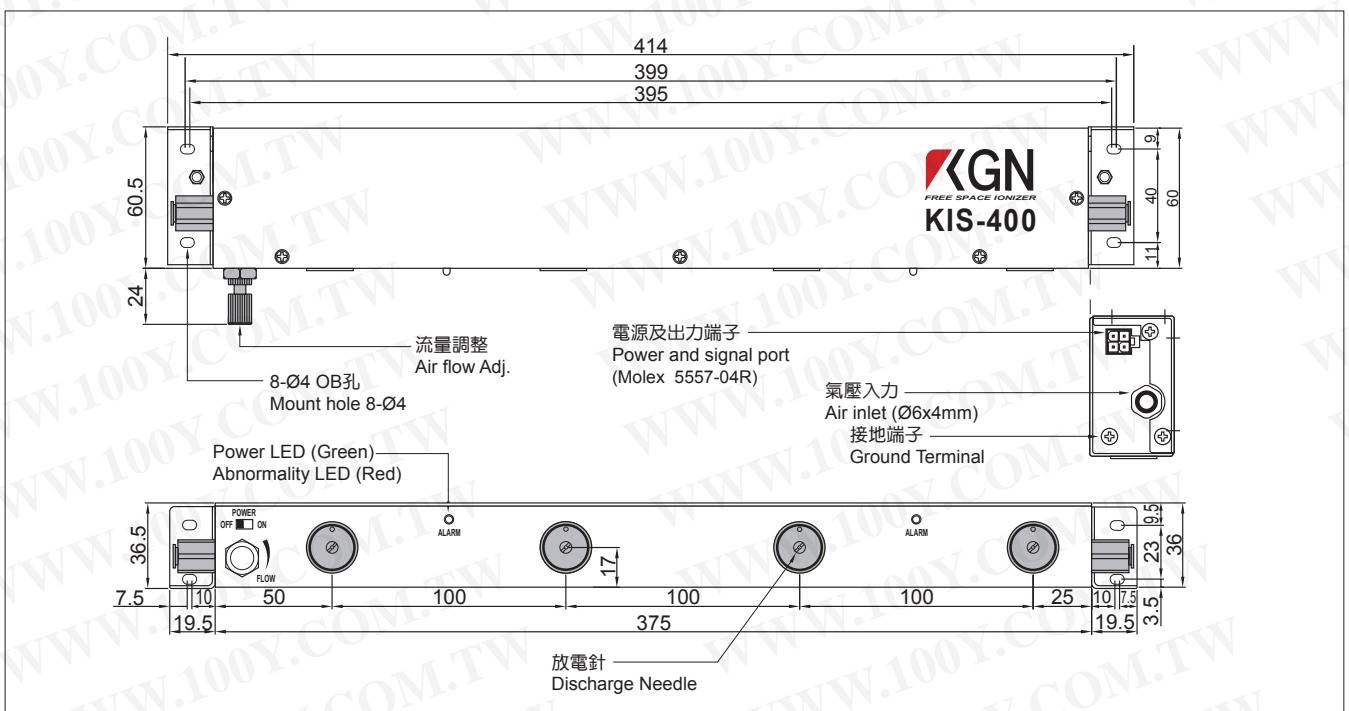 414
399
395
60.5
24
9
40
60
11
KGN
FREE SPACE IONIZER
KIS-400
流量調整
Air flow Adj.
8-Ø4 OB孔
Mount hole 8-Ø4
電源及出力端子
Power and signal port
(Molex 5557-04R)
氣壓入力
Air inlet (Ø6x4mm)
接地端子
Ground Terminal
Power LED (Green)
Abnormality LED (Red)
POWER
OFF ON
FLOW
ALARM
ALARM
36.5
17
9.5
23
36
3.5
7.5 10 50 100 100 100 25 10 7.5
19.5 375 19.5
放電針
Discharge Needle
WWW.100Y.COM.TW